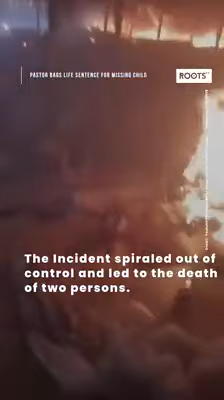 PASTOR BAGS LIFE SENTENCE FOR MISSING CHILD
ROOTS
The Incident spiraled out of
control and led to the death
of two persons.